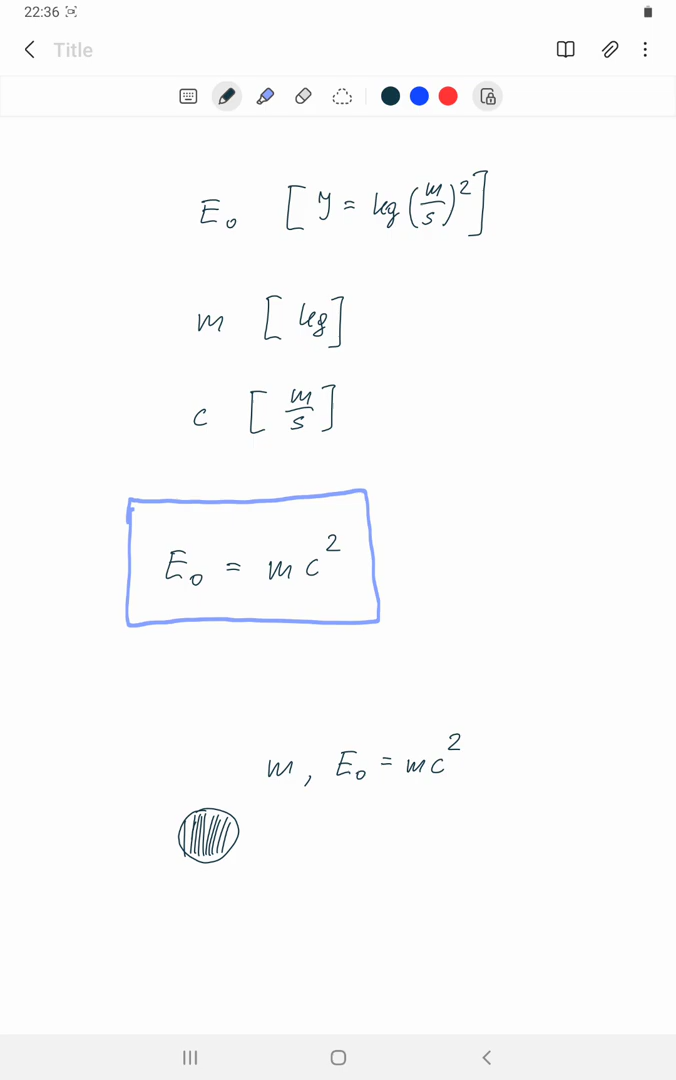 22:36
Title
E₀ [J = kg (m/s)²]
m [kg]
c [m/s]
E₀ = mc²
m, E₀ = mc²